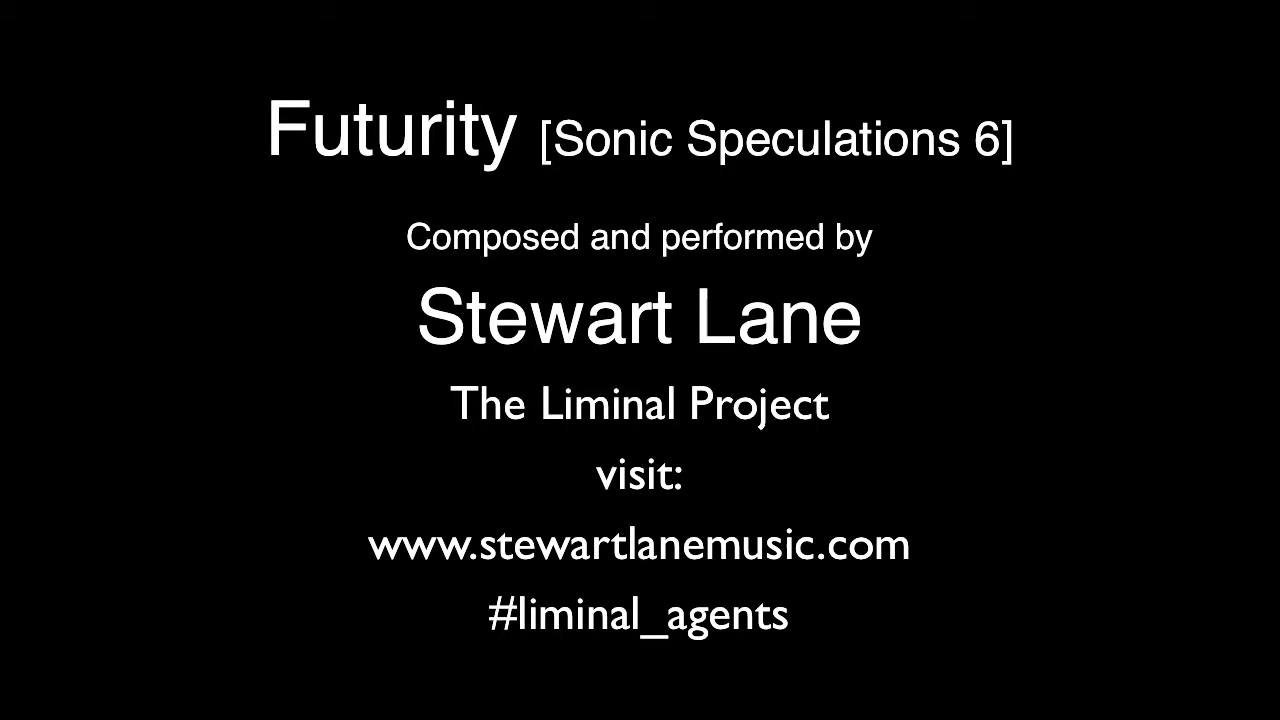 Futurity [Sonic Speculations 6]
Composed and performed by
Stewart Lane
The Liminal Project
visit:
www.stewartlanemusic.com
#liminal_agents